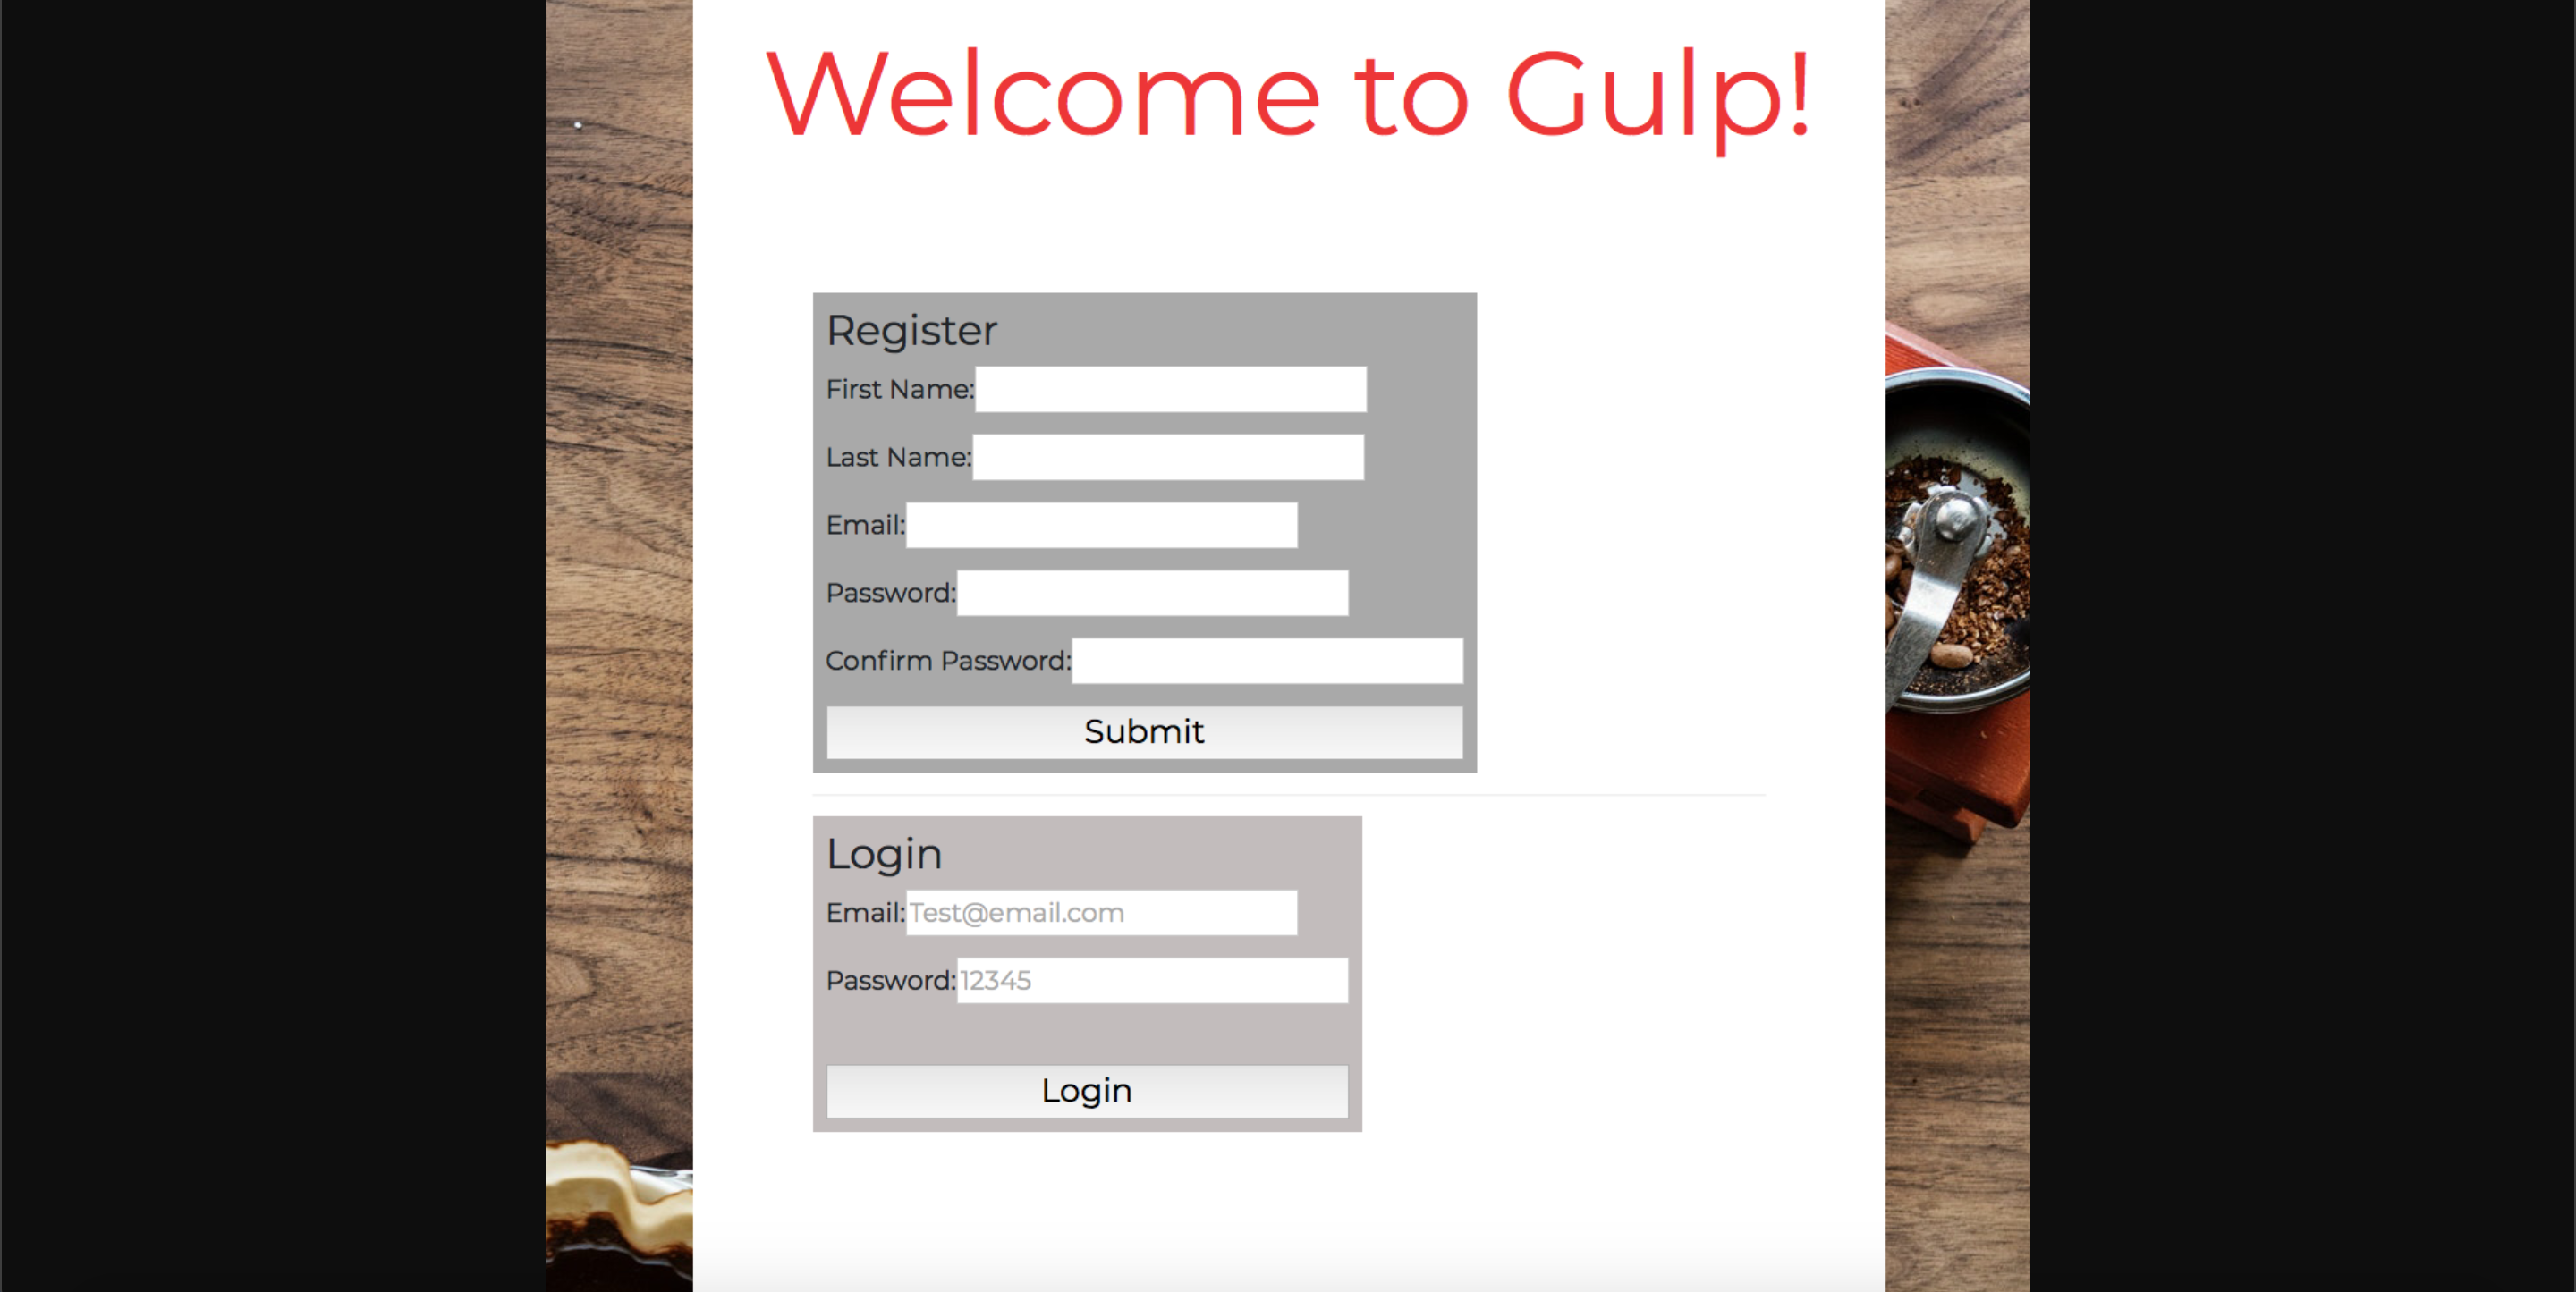 Welcome to Gulp!
Register
First Name:
Last Name:
Email:
Password:
Confirm Password:
Submit
Login
Email: Test@email.com
Password: 12345
Login